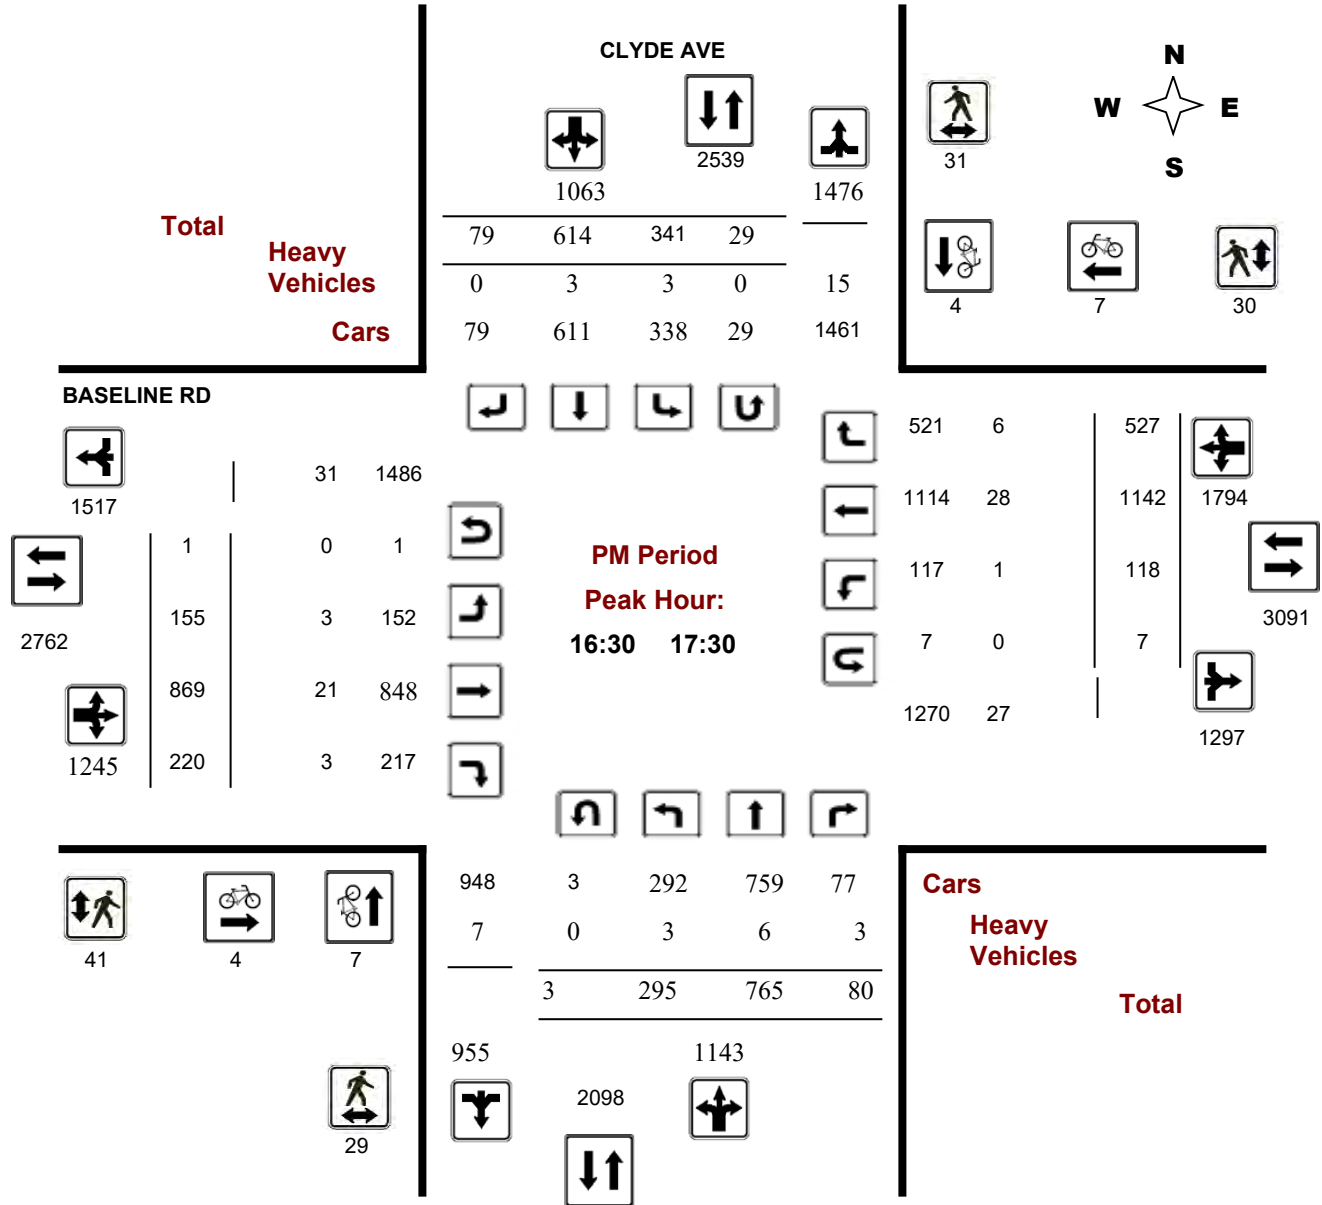 CLYDE AVE
N
W E
S
2539
31
1063
1476
Total
79 614 341 29
Heavy
Vehicles
0 3 3 0 15
4 7 30
Cars
79 611 338 29 1461
BASELINE RD
521 6 527
31 1486
1517
1114 28 1142 1794
1 0 1
PM Period
117 1 118
Peak Hour:
155 3 152
3091
2762
16:30 17:30
7 0 7
869 21 848
1270 27
1297
1245 220 3 217
948 3 292 759 77
Cars
7 0 3 6 3
Heavy
Vehicles
41 4 7
3 295 765 80
Total
955 1143
2098
29